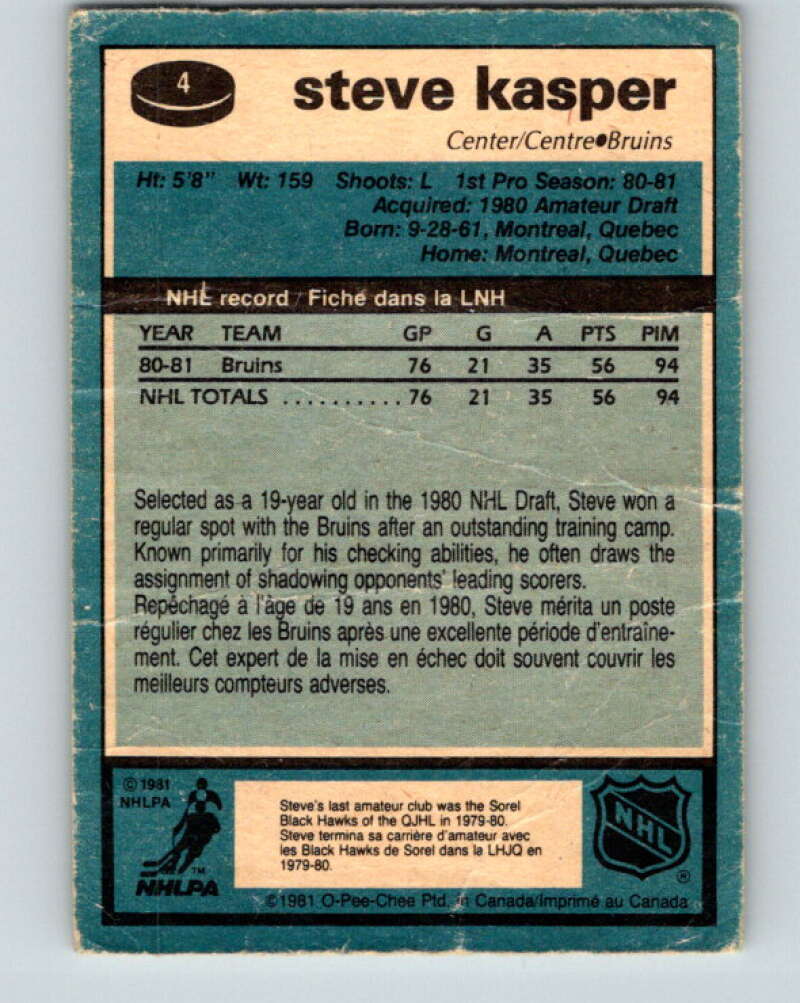 4
steve kasper
Center/Centre●Bruins
Ht: 5'8" Wt: 159 Shoots: L 1st Pro Season: 80-81
Acquired: 1980 Amateur Draft
Born: 9-28-61, Montreal, Quebec
Home: Montreal, Quebec
NHL record / Fiche dans la LNH
YEAR TEAM GP G A PTS PIM
80-81 Bruins 76 21 35 56 94
NHL TOTALS .......... 76 21 35 56 94
Selected as a 19-year old in the 1980 NHL Draft, Steve won a
regular spot with the Bruins after an outstanding training camp.
Known primarily for his checking abilities, he often draws the
assignment of shadowing opponents' leading scorers.
Repêchagé à l'âge de 19 ans en 1980, Steve mérita un poste
régulier chez les Bruins après une excellente période d'entraîne-
ment. Cet expert de la mise en échec doit souvent couvrir les
meilleurs compteurs adverses.
© 1981
NHLPA
TM
NHLPA
Steve's last amateur club was the Sorel
Black Hawks of the QJHL in 1979-80.
Steve termina sa carrière d'amateur avec
les Black Hawks de Sorel dans la LHJQ en
1979-80.
NHL
®
© 1981 O-Pee-Chee Ptd. in Canada/Imprimé au Canada